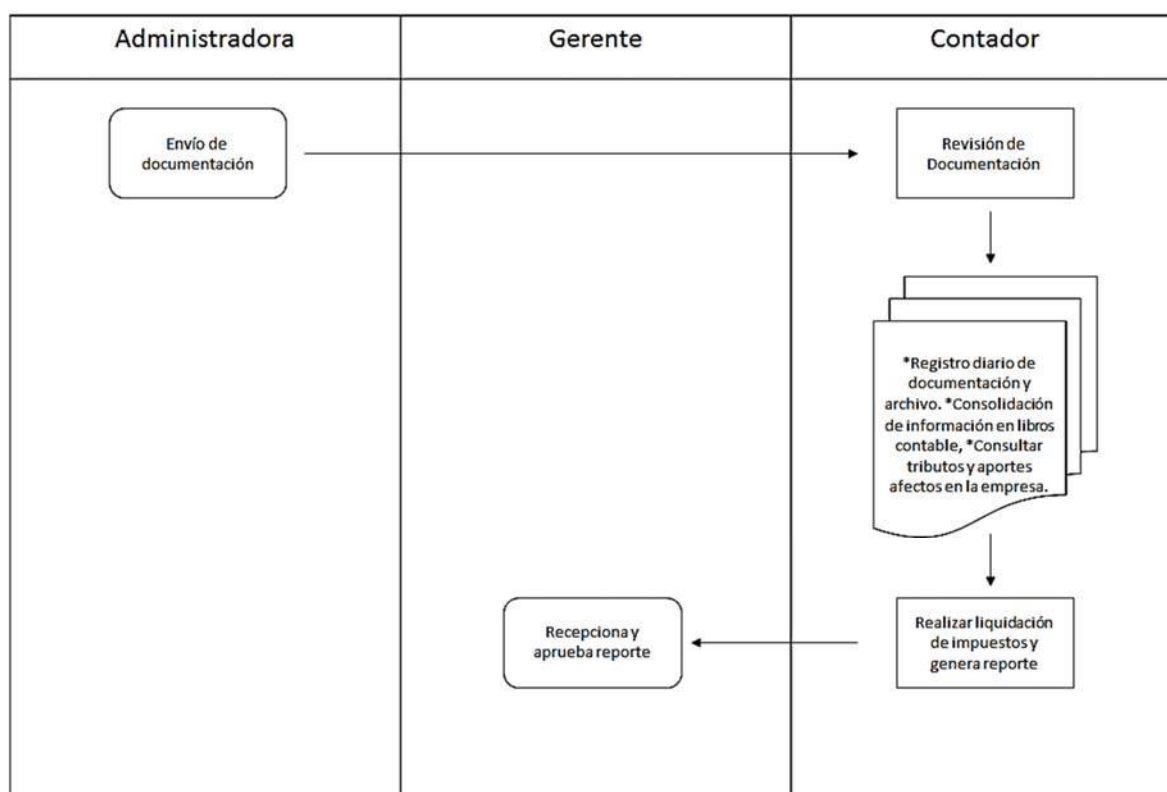 Administradora
Gerente
Contador
Envío de
documentación
Revisión de
Documentación
*Registro diario de
documentación y
archivo. *Consolidación
de información en libros
contable, *Consultar
tributos y aportes
afectos en la empresa.
Recepciona y
aprueba reporte
Realizar liquidación
de impuestos y
genera reporte